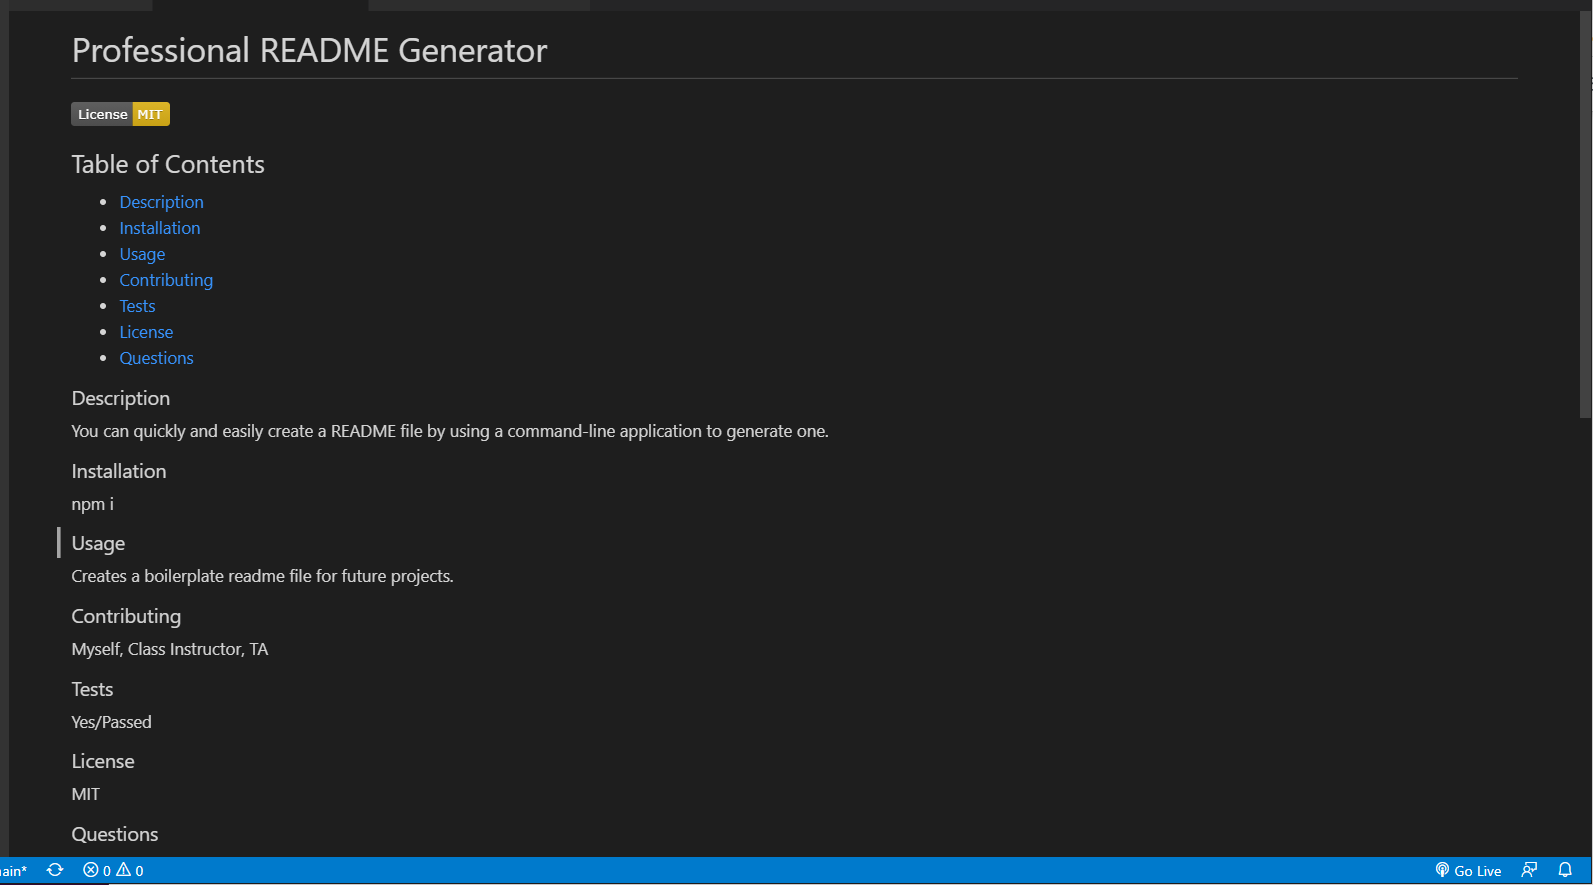 Professional README Generator
License MIT
Table of Contents
Description
Installation
Usage
Contributing
Tests
License
Questions
Description
You can quickly and easily create a README file by using a command-line application to generate one.
Installation
npm i
Usage
Creates a boilerplate readme file for future projects.
Contributing
Myself, Class Instructor, TA
Tests
Yes/Passed
License
MIT
Questions
ain* 0 0 Go Live